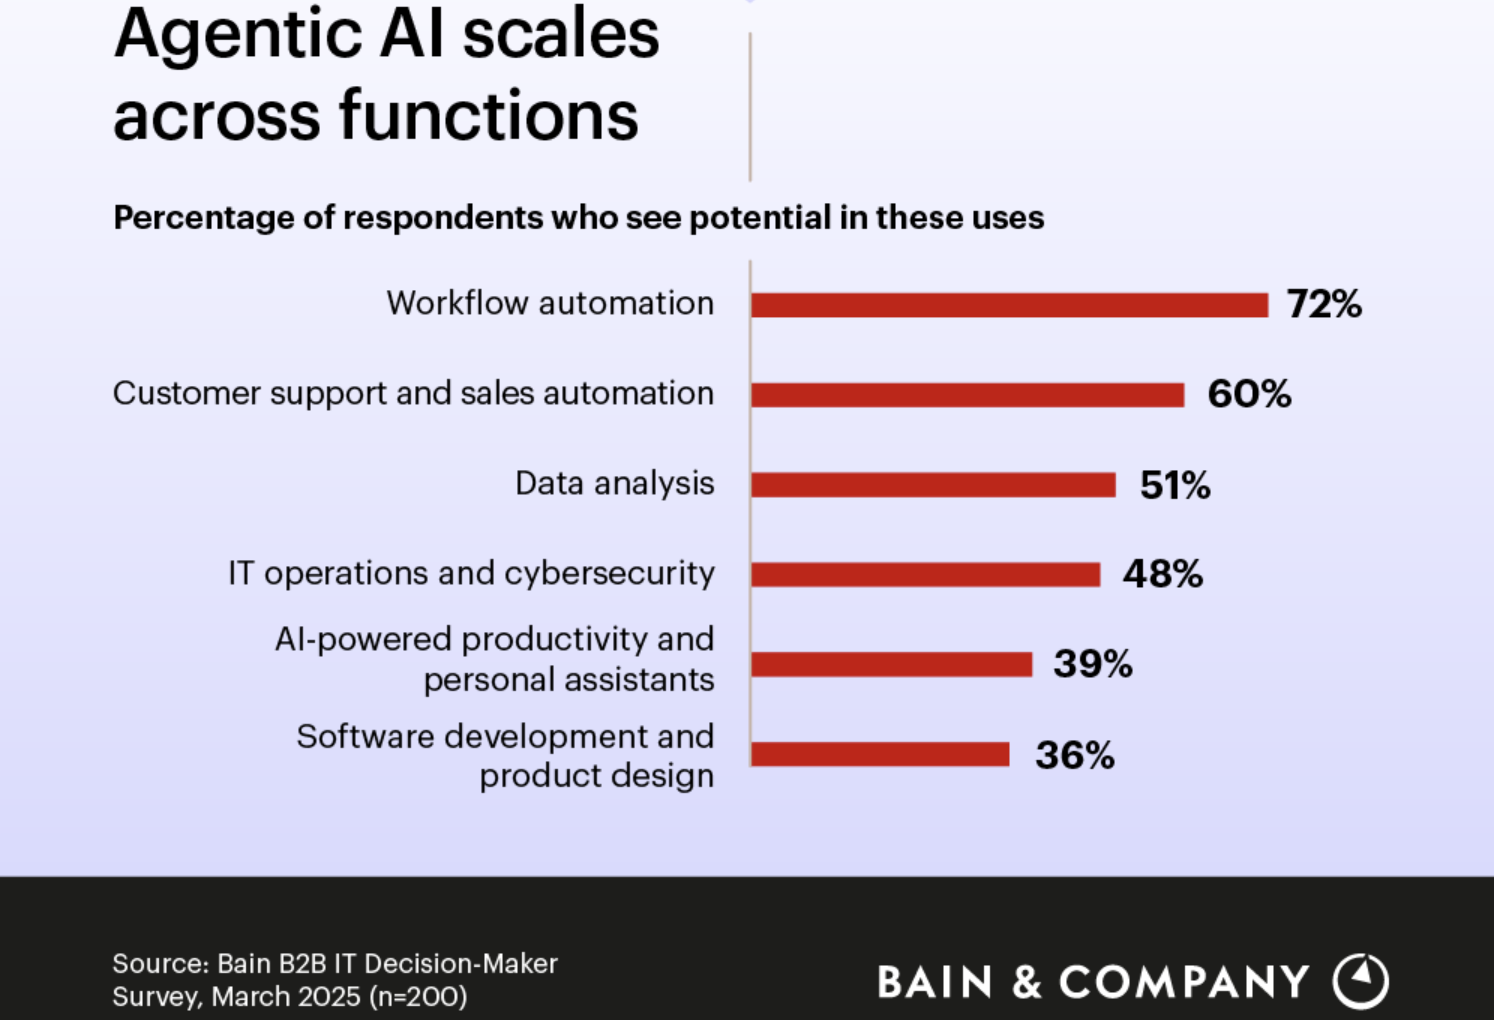 Agentic AI scales
across functions
Percentage of respondents who see potential in these uses
Workflow automation 72%
Customer support and sales automation 60%
Data analysis 51%
IT operations and cybersecurity 48%
AI-powered productivity and
personal assistants 39%
Software development and
product design 36%
Source: Bain B2B IT Decision-Maker
Survey, March 2025 (n=200)
BAIN & COMPANY